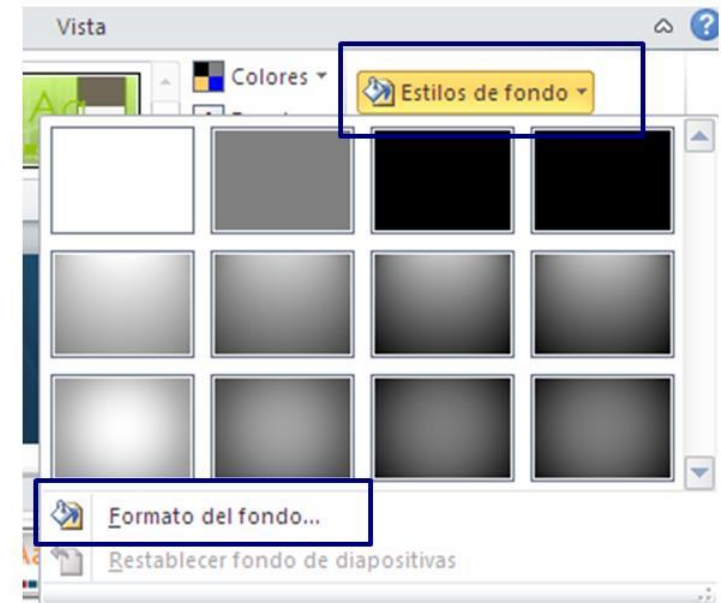 Vista
Colores
Estilos de fondo
Formato del fondo...
Restablecer fondo de diapositivas